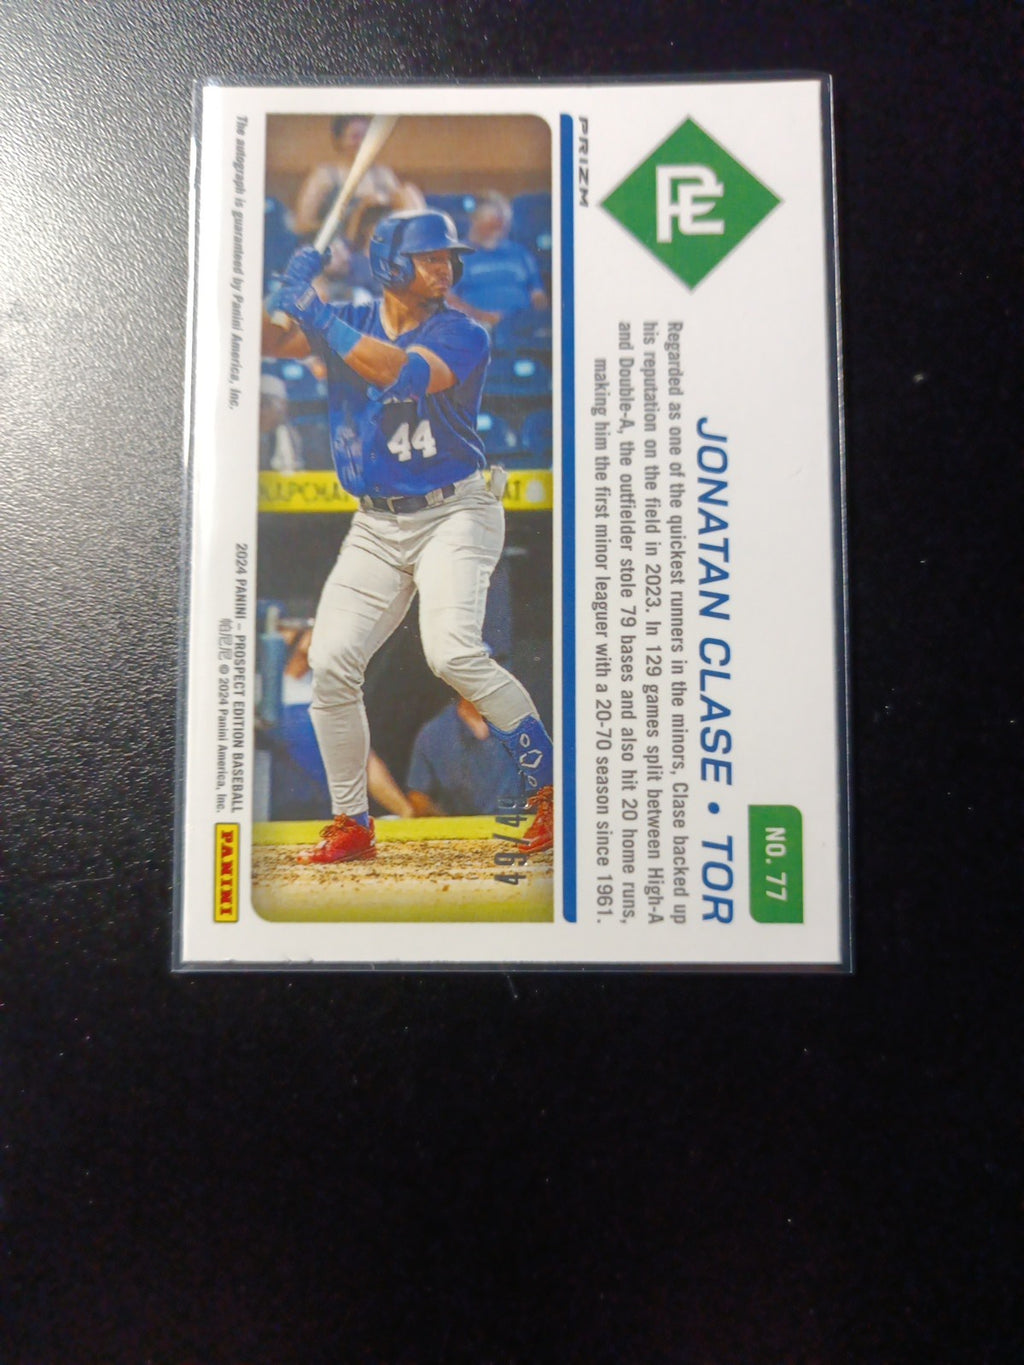 NO. 77
JONATAN CLASE • TOR
Regarded as one of the quickest runners in the minors, Clase backed up
his reputation on the field in 2023. In 129 games split between High-A
and Double-A, the outfielder stole 79 bases and also hit 20 home runs,
making him the first minor leaguer with a 20-70 season since 1961.
PE
PRIZM
44
/49
The autograph is guaranteed by Panini America, Inc.
2024 PANINI – PROSPECT EDITION BASEBALL
帕尼尼 © 2024 Panini America, Inc.
PANINI